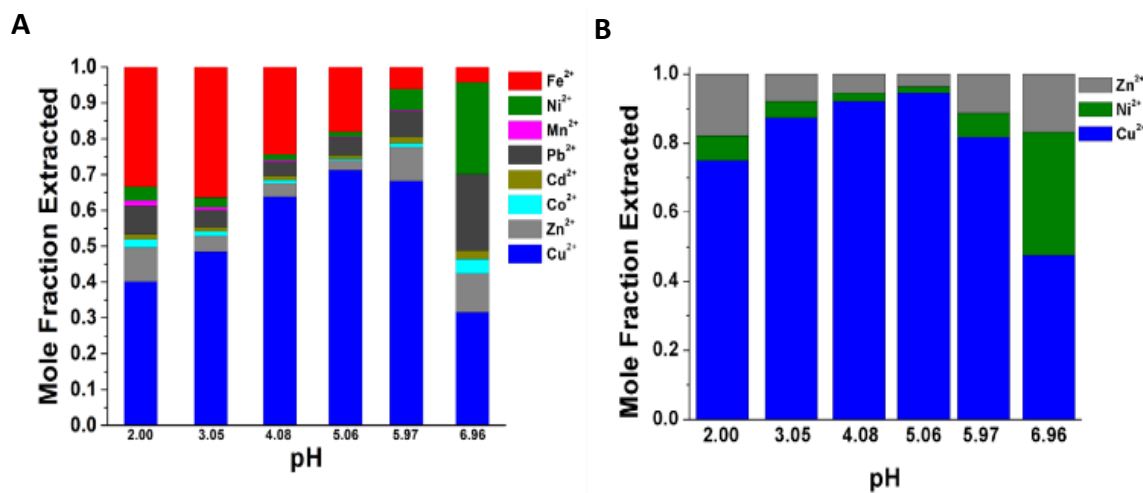 A
Mole Fraction Extracted
1.0
0.9
0.8
0.7
0.6
0.5
0.4
0.3
0.2
0.1
0.0
2.00 3.05 4.08 5.06 5.97 6.96
pH
Fe²⁺
Ni²⁺
Mn²⁺
Pb²⁺
Cd²⁺
Co²⁺
Zn²⁺
Cu²⁺
B
Mole Fraction Extracted
1.0
0.8
0.6
0.4
0.2
0.0
2.00 3.05 4.08 5.06 5.97 6.96
pH
Zn²⁺
Ni²⁺
Cu²⁺